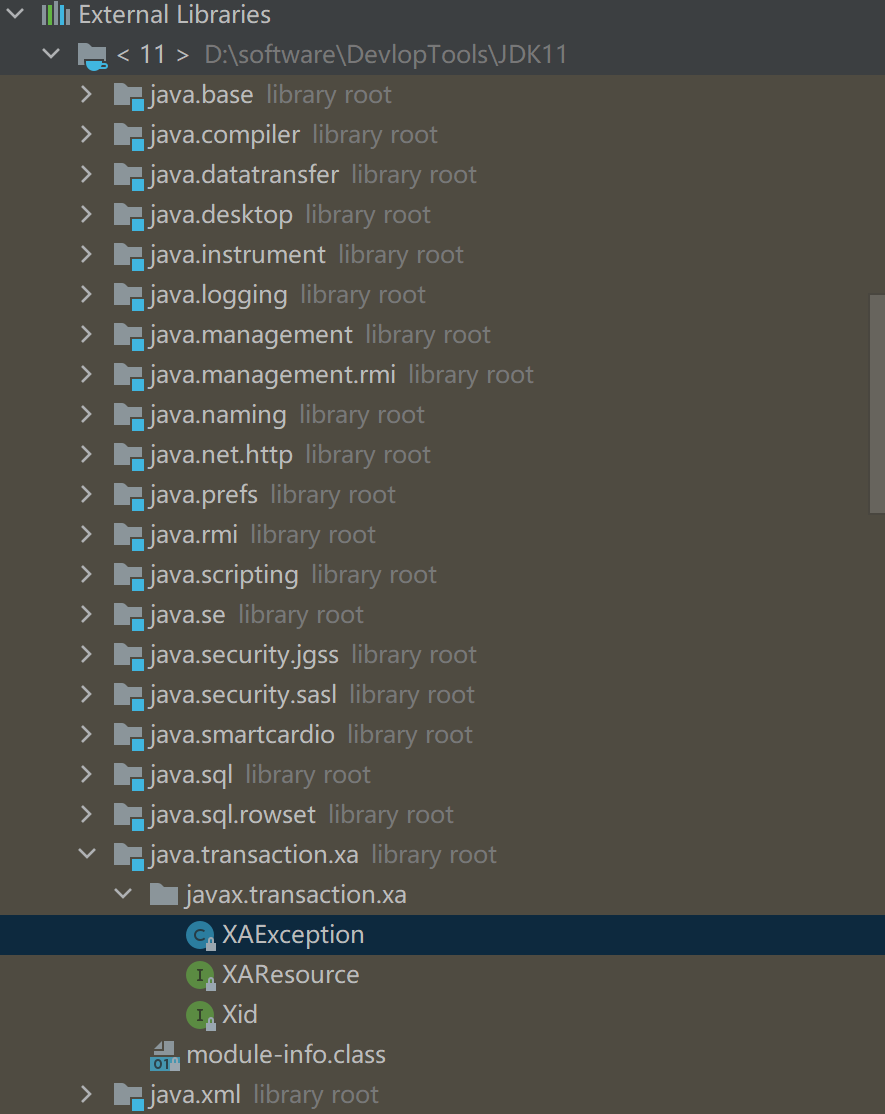 External Libraries
< 11 > D:\software\DevlopTools\JDK11
java.base library root
java.compiler library root
java.datatransfer library root
java.desktop library root
java.instrument library root
java.logging library root
java.management library root
java.management.rmi library root
java.naming library root
java.net.http library root
java.prefs library root
java.rmi library root
java.scripting library root
java.se library root
java.security.jgss library root
java.security.sasl library root
java.smartcardio library root
java.sql library root
java.sql.rowset library root
java.transaction.xa library root
javax.transaction.xa
C XAException
I XAResource
I Xid
01 module-info.class
java.xml library root